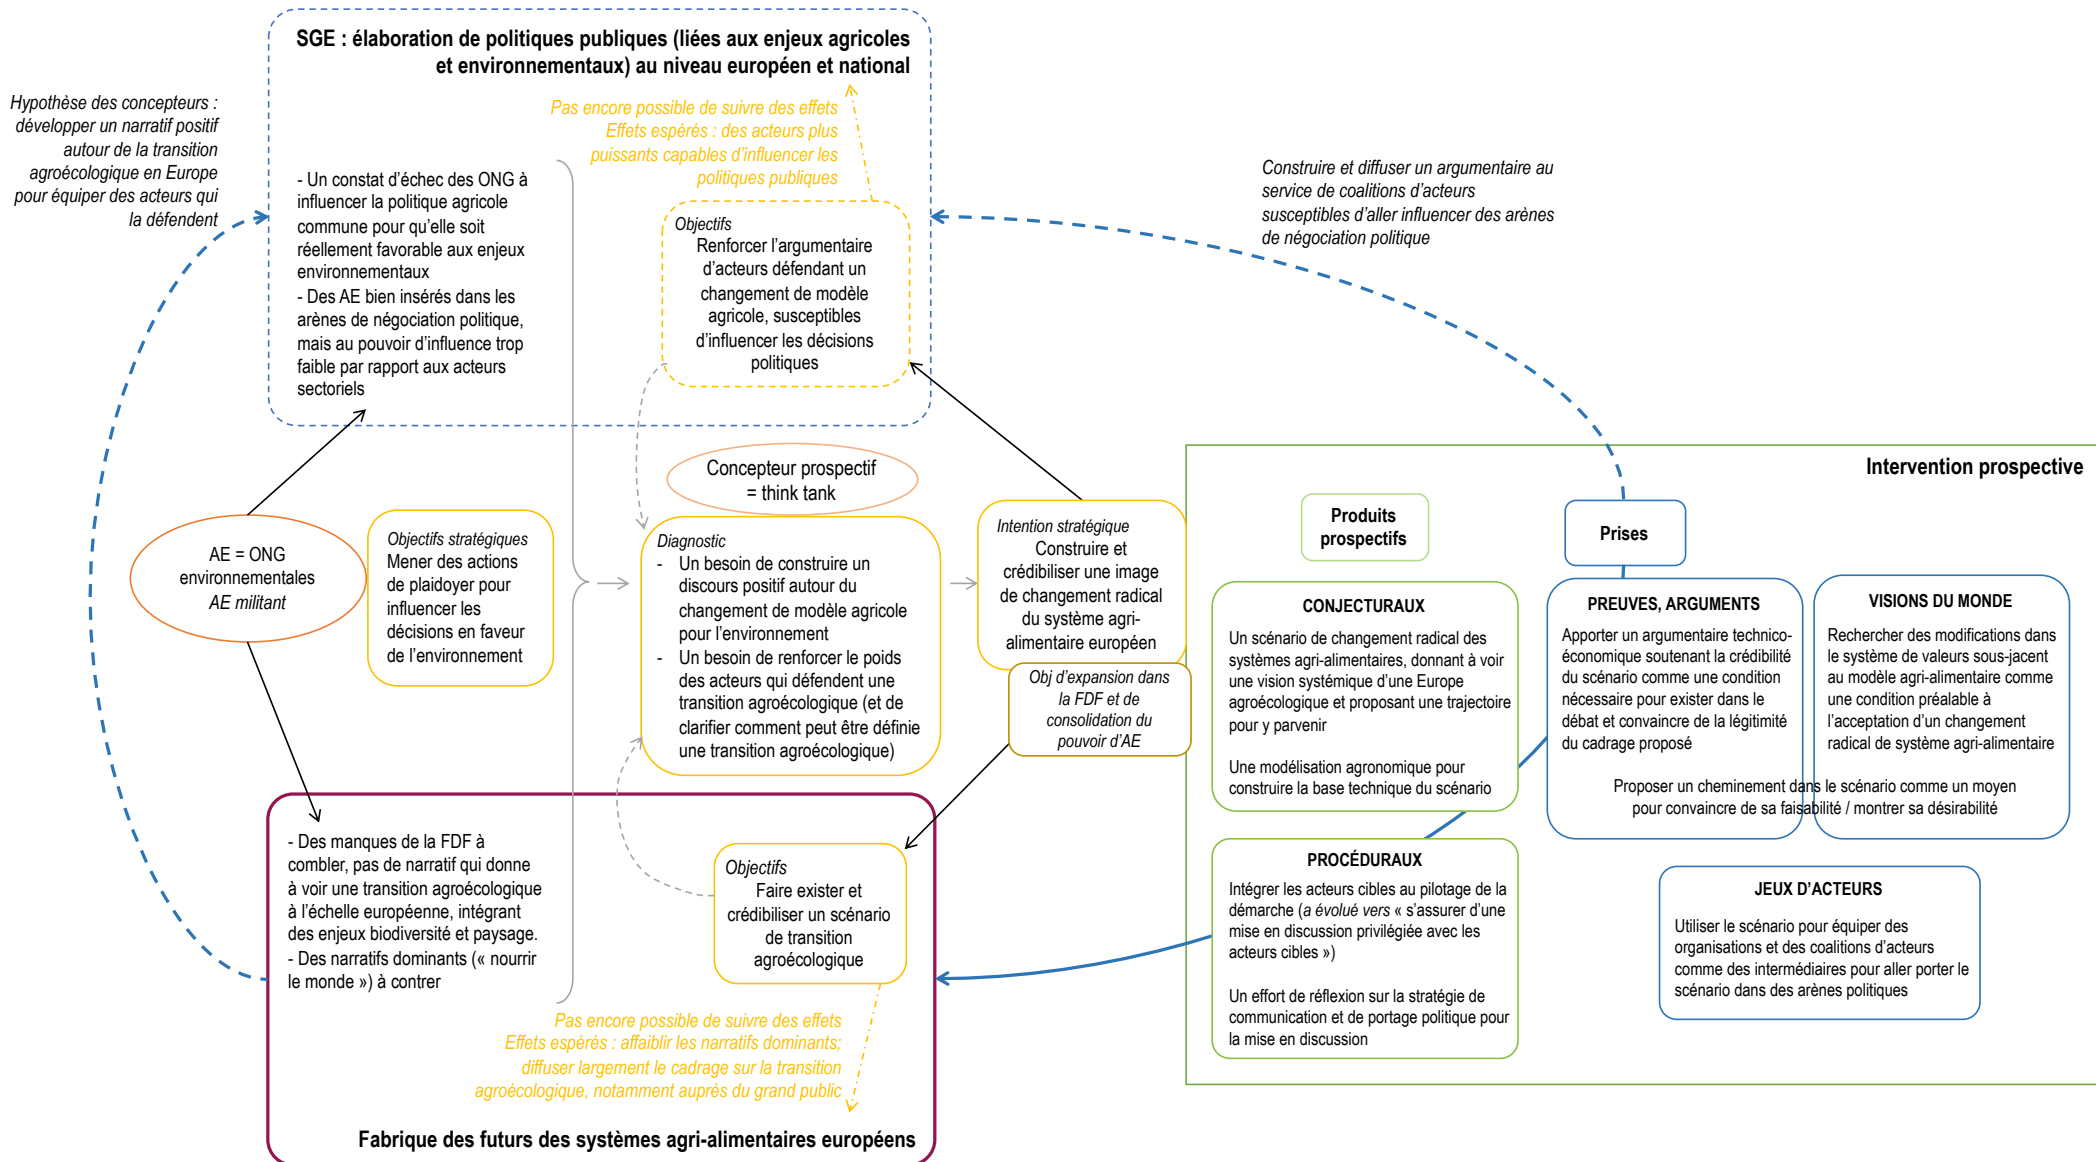 SGE : élaboration de politiques publiques (liées aux enjeux agricoles
et environnementaux) au niveau européen et national
Hypothèse des concepteurs :
développer un narratif positif
autour de la transition
agroécologique en Europe
pour équiper des acteurs qui
la défendent
Pas encore possible de suivre des effets
Effets espérés : des acteurs plus
puissants capables d’influencer les
politiques publiques
- Un constat d’échec des ONG à
influencer la politique agricole
commune pour qu’elle soit
réellement favorable aux enjeux
environnementaux
- Des AE bien insérés dans les
arènes de négociation politique,
mais au pouvoir d’influence trop
faible par rapport aux acteurs
sectoriels
Objectifs
Renforcer l’argumentaire
d’acteurs défendant un
changement de modèle
agricole, susceptibles
d’influencer les décisions
politiques
Construire et diffuser un argumentaire au
service de coalitions d’acteurs
susceptibles d’aller influencer des arènes
de négociation politique
Concepteur prospectif
= think tank
AE = ONG
environnementales
AE militant
Objectifs stratégiques
Mener des actions
de plaidoyer pour
influencer les
décisions en faveur
de l’environnement
Diagnostic
- Un besoin de construire un
discours positif autour du
changement de modèle agricole
pour l’environnement
- Un besoin de renforcer le poids
des acteurs qui défendent une
transition agroécologique (et de
clarifier comment peut être définie
une transition agroécologique)
Intention stratégique
Construire et
crédibiliser une image
de changement radical
du système agri-
alimentaire européen
Obj d’expansion dans
la FDF et de
consolidation du
pouvoir d’AE
Intervention prospective
Produits
prospectifs
Prises
CONJECTURAUX
Un scénario de changement radical des
systèmes agri-alimentaires, donnant à voir
une vision systémique d’une Europe
agroécologique et proposant une trajectoire
pour y parvenir
Une modélisation agronomique pour
construire la base technique du scénario
PREUVES, ARGUMENTS
Apporter un argumentaire technico-
économique soutenant la crédibilité
du scénario comme une condition
nécessaire pour exister dans le
débat et convaincre de la légitimité
du cadrage proposé
VISIONS DU MONDE
Rechercher des modifications dans
le système de valeurs sous-jacent
au modèle agri-alimentaire comme
une condition préalable à
l’acceptation d’un changement
radical de système agri-alimentaire
Proposer un cheminement dans le scénario comme un moyen
pour convaincre de sa faisabilité / montrer sa désirabilité
PROCÉDURAUX
Intégrer les acteurs cibles au pilotage de la
démarche (a évolué vers « s’assurer d’une
mise en discussion privilégiée avec les
acteurs cibles »)
Un effort de réflexion sur la stratégie de
communication et de portage politique pour
la mise en discussion
JEUX D’ACTEURS
Utiliser le scénario pour équiper des
organisations et des coalitions d’acteurs
comme des intermédiaires pour aller porter le
scénario dans des arènes politiques
- Des manques de la FDF à
combler, pas de narratif qui donne
à voir une transition agroécologique
à l’échelle européenne, intégrant
des enjeux biodiversité et paysage.
- Des narratifs dominants (« nourrir
le monde ») à contrer
Objectifs
Faire exister et
crédibiliser un scénario
de transition
agroécologique
Pas encore possible de suivre des effets
Effets espérés : affaiblir les narratifs dominants;
diffuser largement le cadrage sur la transition
agroécologique, notamment auprès du grand public
Fabrique des futurs des systèmes agri-alimentaires européens